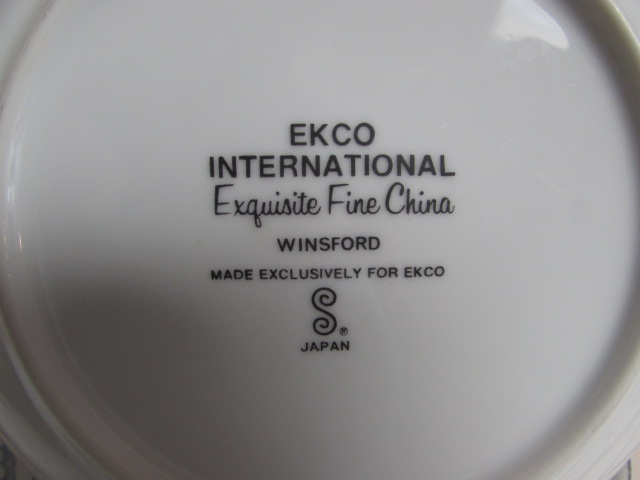 EKCO
INTERNATIONAL
Exquisite Fine China
WINSFORD
MADE EXCLUSIVELY FOR EKCO
S®
JAPAN